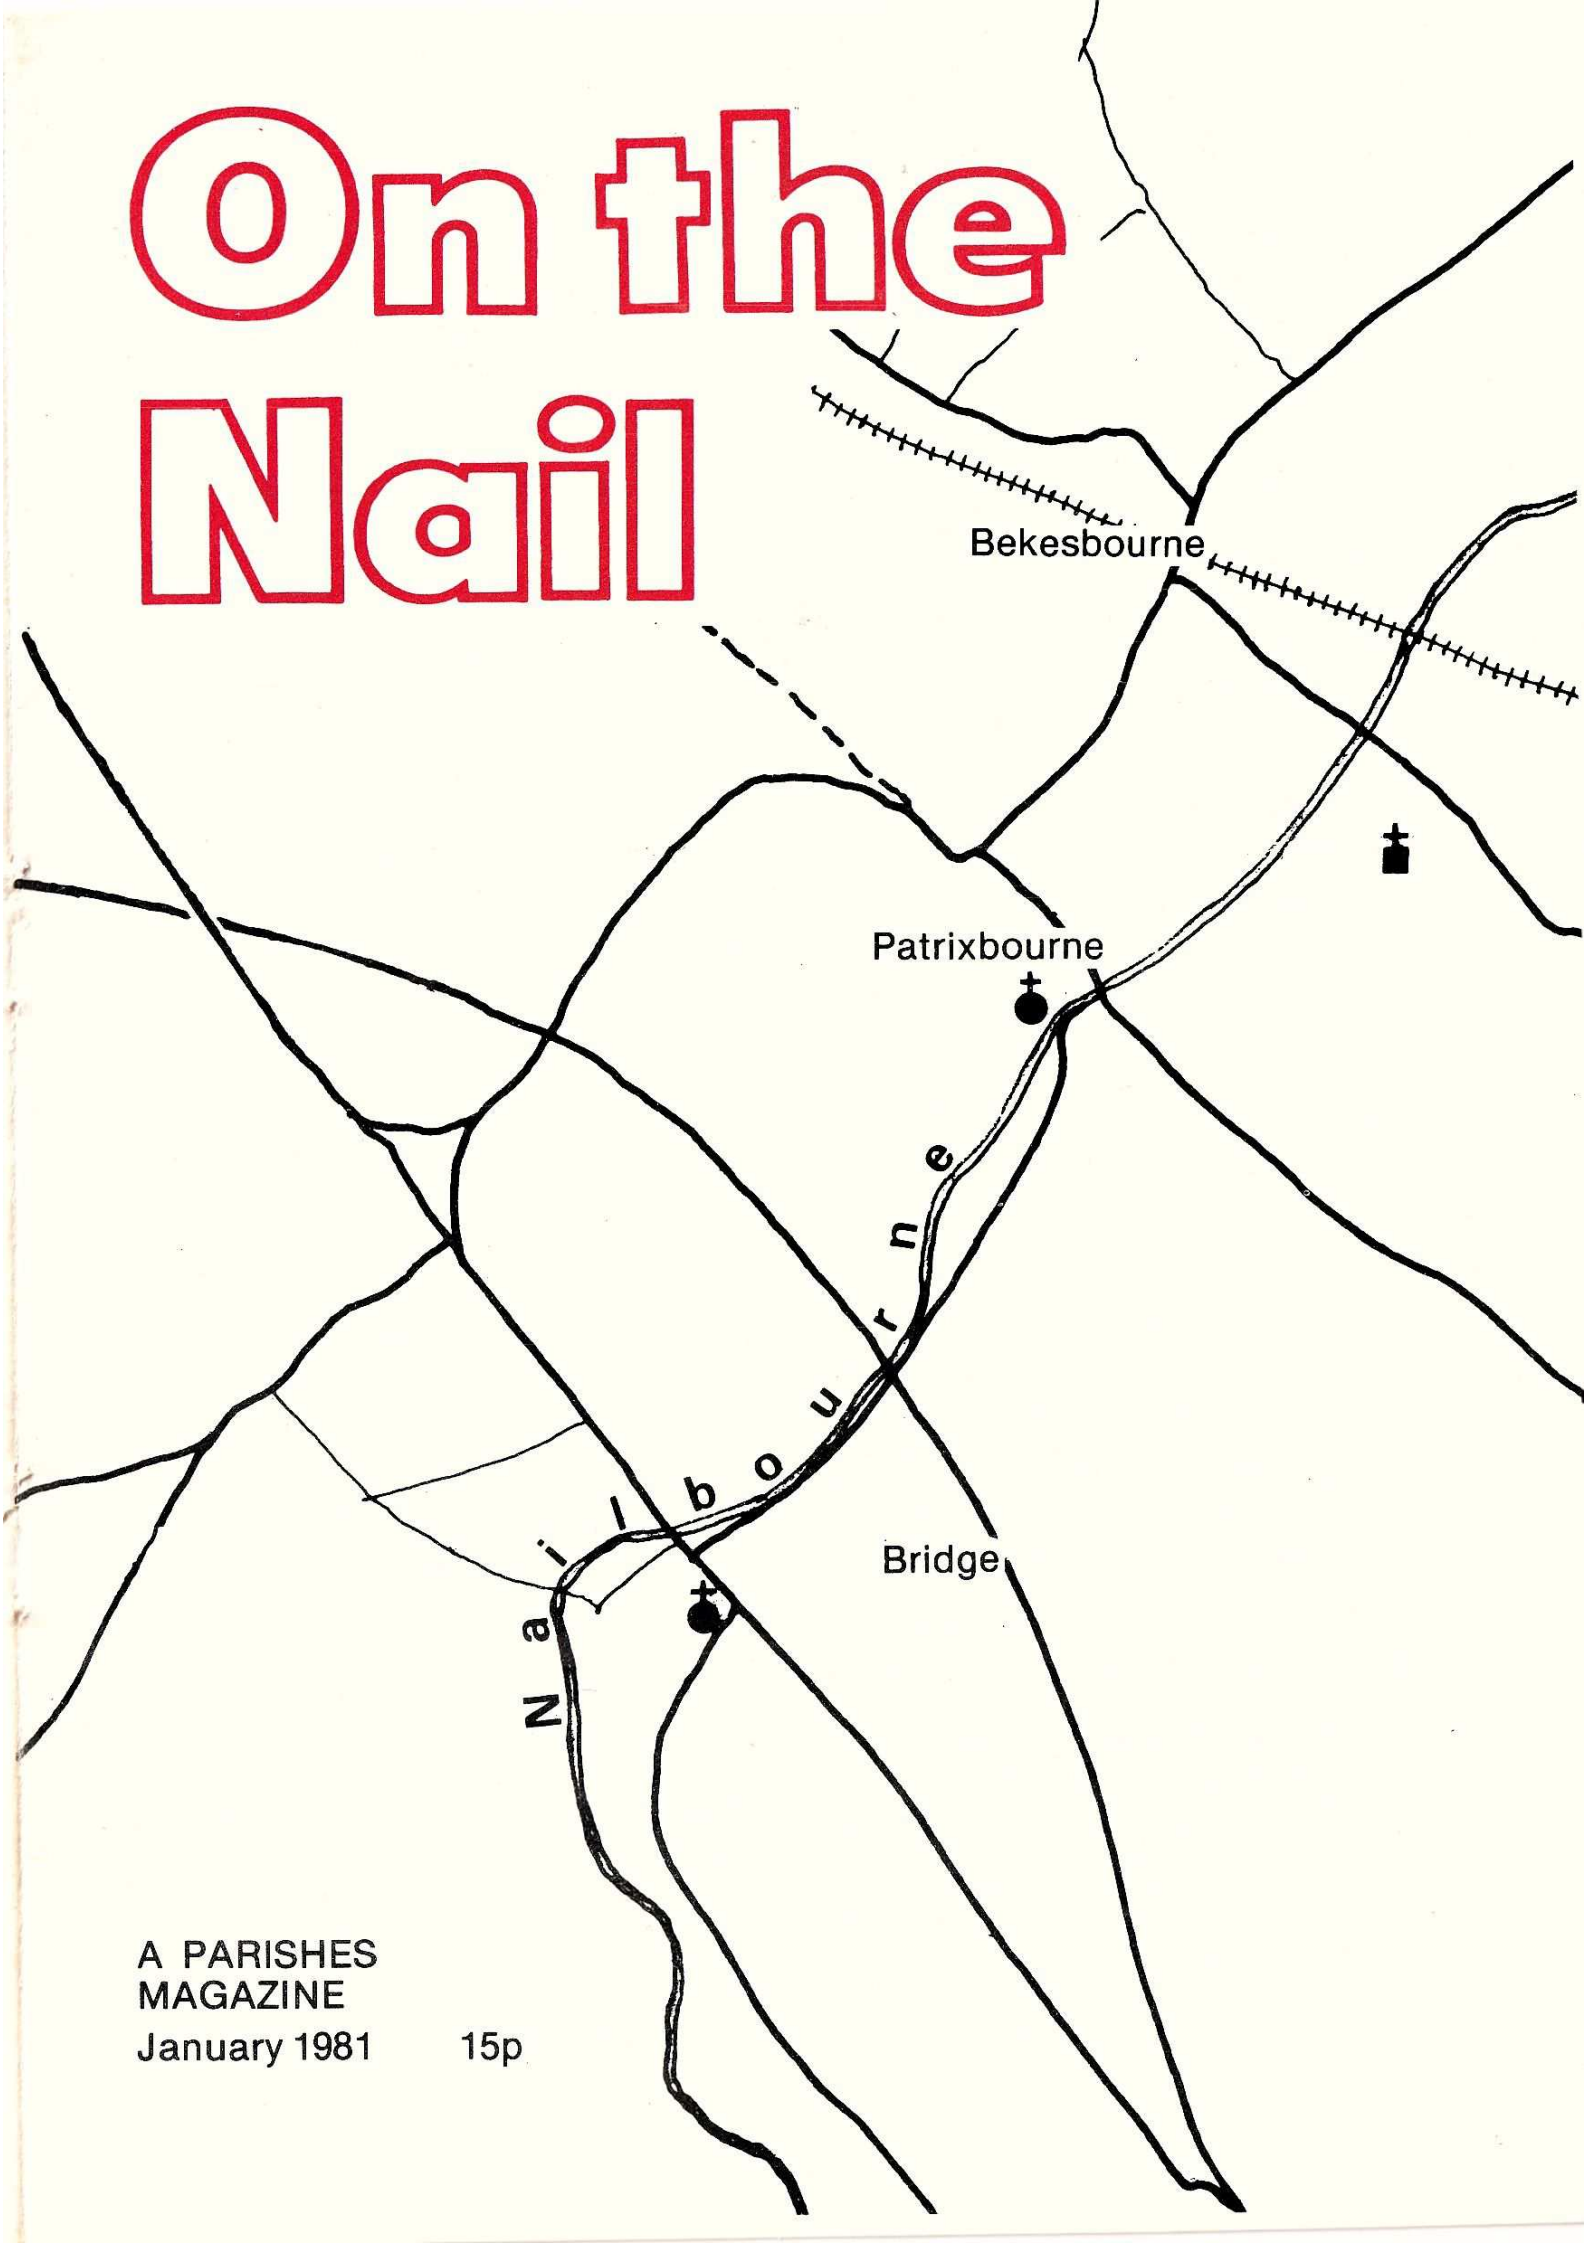 On the
Nail
Bekesbourne
Patrixbourne
Nailbourne
Bridge
A PARISHES
MAGAZINE
January 1981 15p